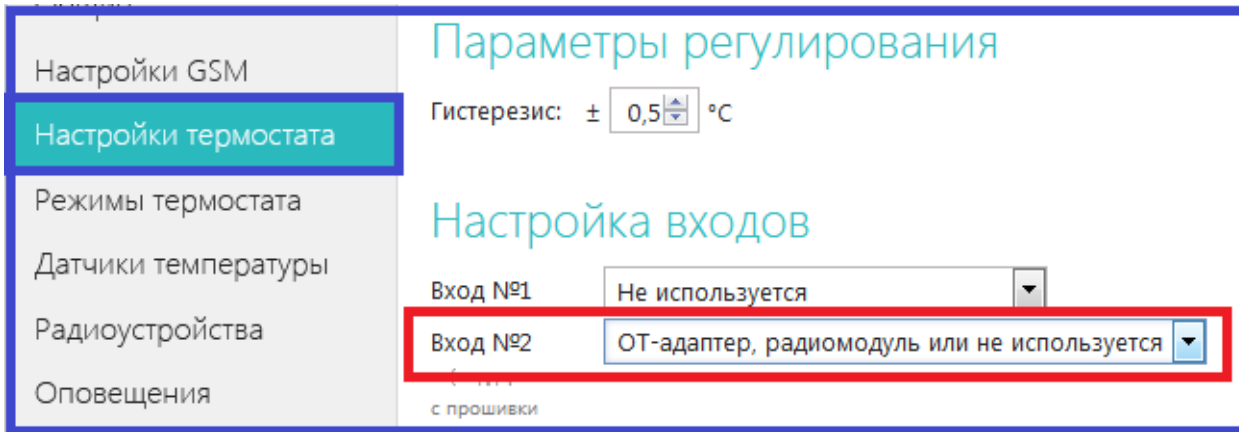 Настройки GSM
Настройки термостата
Режимы термостата
Датчики температуры
Радиоустройства
Оповещения
Параметры регулирования
Гистерезис: ± 0,5 °C
Настройка входов
Вход №1 Не используется
Вход №2 ОТ-адаптер, радиомодуль или не используется
с прошивки